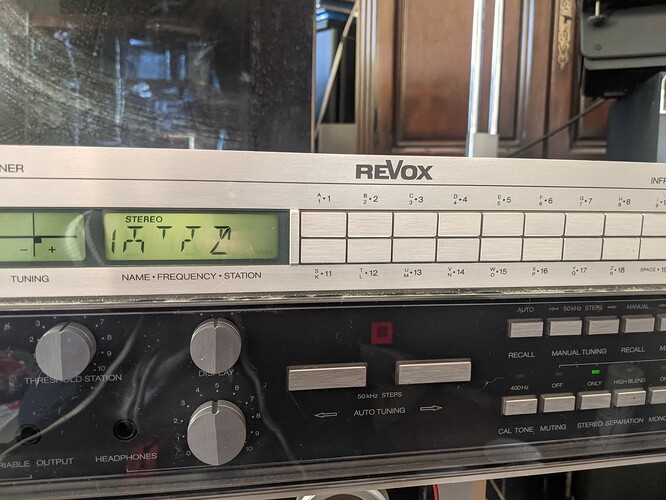 NER
REVOX
INFR
A 1 • 1
B 2 • 2
C 3 • 3
D 4 • 4
E 5 • 5
F 6 • 6
G 7 • 7
H 8 • 8
STEREO
− +
TUNING
NAME • FREQUENCY • STATION
S K • 11
T L • 12
U M • 13
V N • 14
W O • 15
X P • 16
Y • 17
Z R • 18
SPACE • 19
AUTO
50 kHz STEPS
MANUAL
RECALL
MANUAL TUNING
RECALL
THRESHOLD STATION
DISPLAY
50 kHz STEPS
AUTO TUNING
400Hz
OFF
ONLY
HIGH BLEND
CAL TONE
MUTING
STEREO
SEPARATION
MONO
RIABLE OUTPUT
HEADPHONES